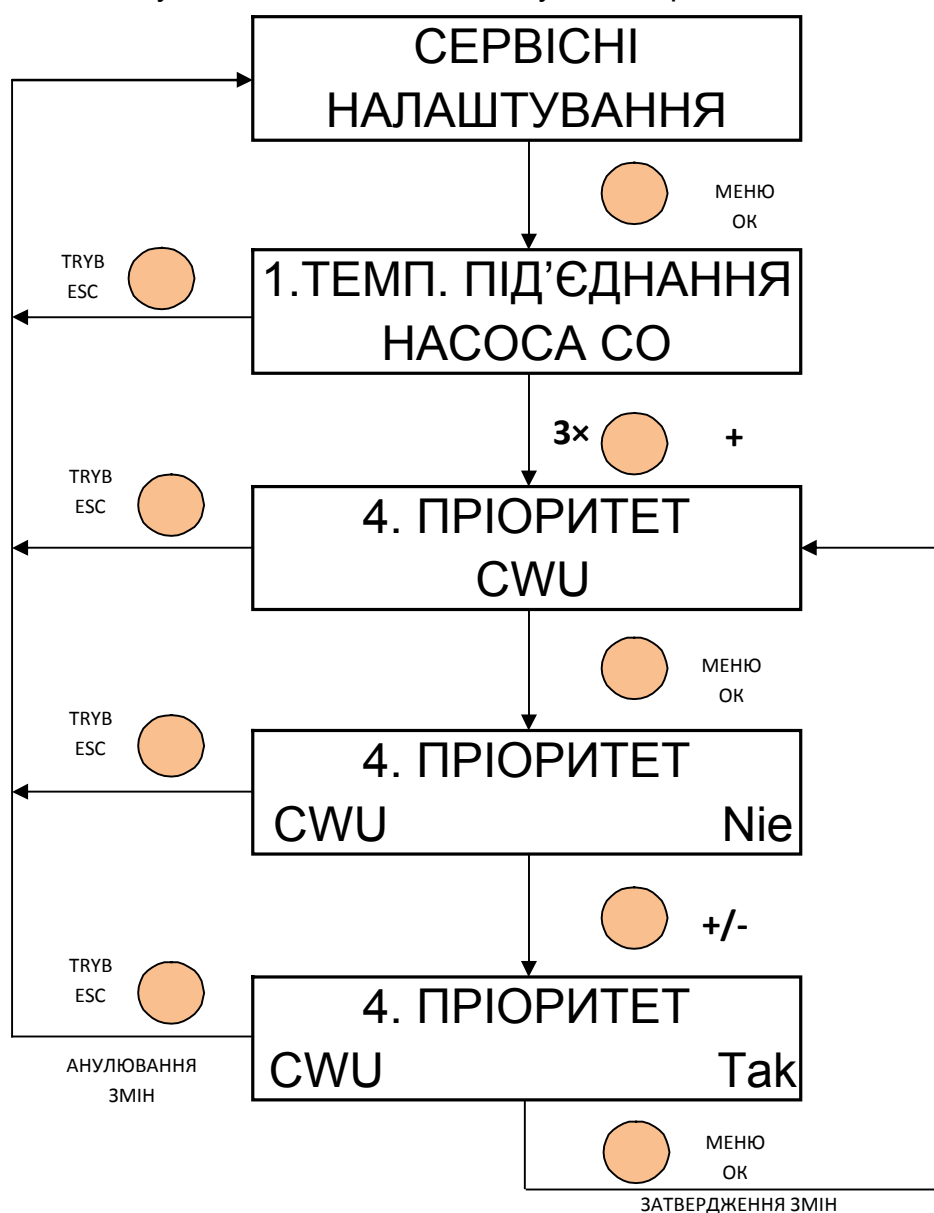 СЕРВІСНІ
НАЛАШТУВАННЯ
МЕНЮ
ОК
TRYB
ESC
1.ТЕМП. ПІД’ЄДНАННЯ
НАСОСА СО
3× +
TRYB
ESC
4. ПРІОРИТЕТ
CWU
МЕНЮ
ОК
TRYB
ESC
4. ПРІОРИТЕТ
CWU Nie
+/-
TRYB
ESC
4. ПРІОРИТЕТ
CWU Tak
АНУЛЮВАННЯ
ЗМІН
МЕНЮ
ОК
ЗАТВЕРДЖЕННЯ ЗМІН